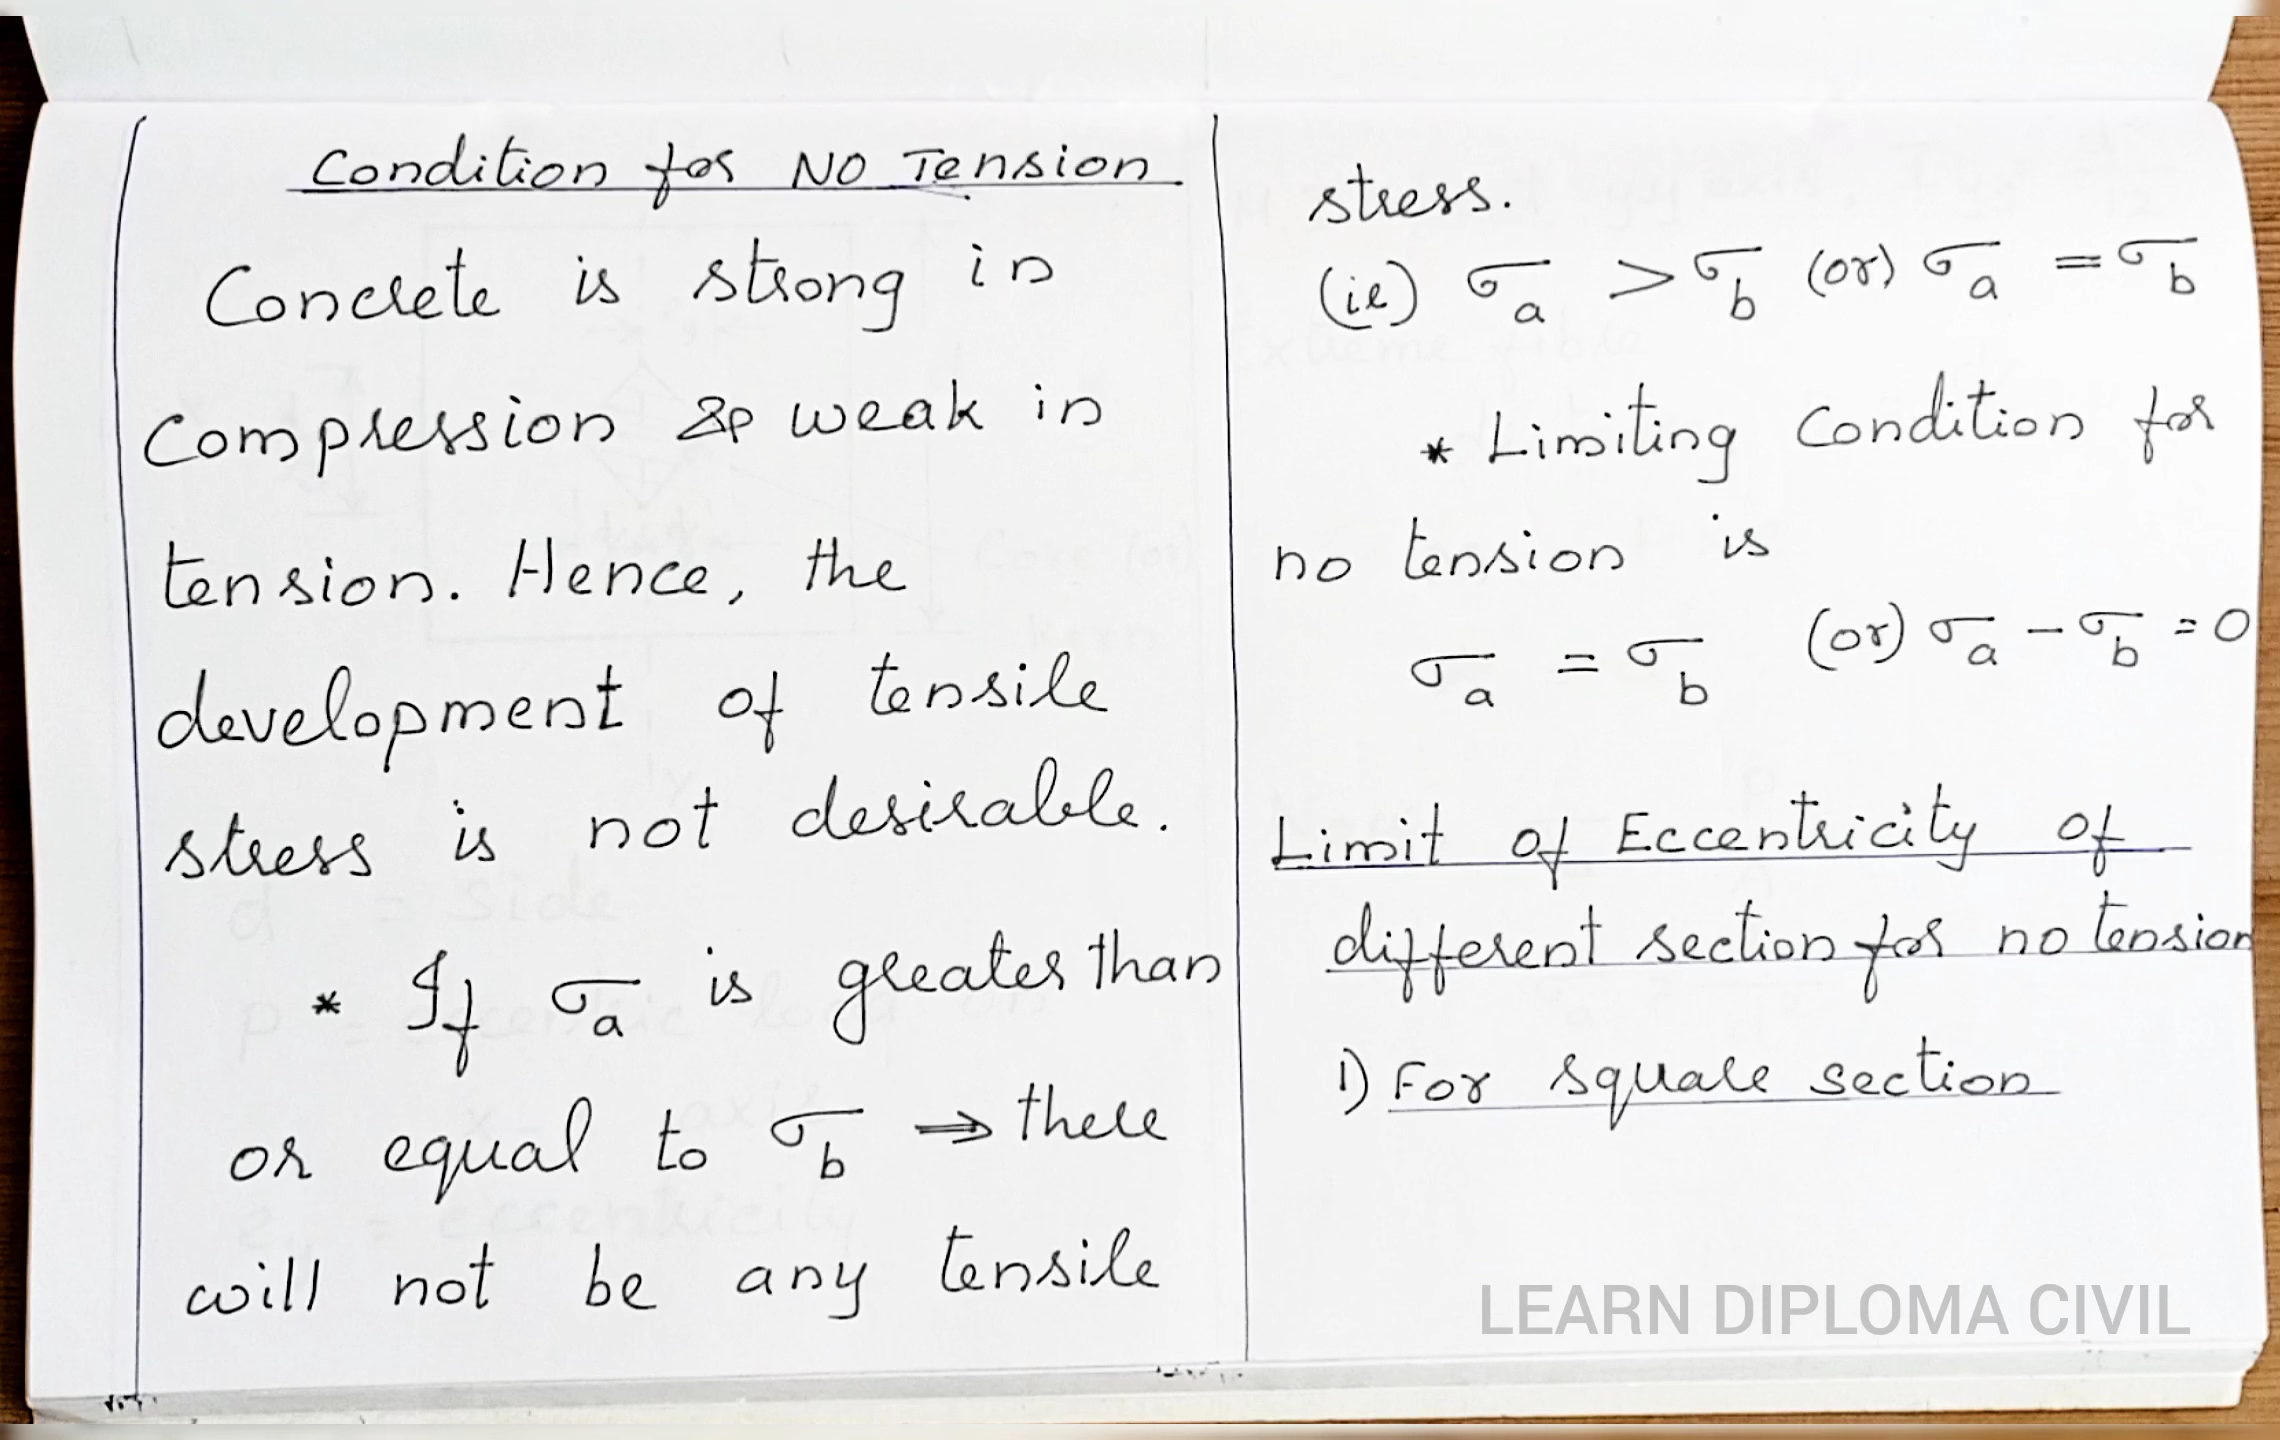 Condition for NO Tension
Concrete is strong in
Compression & weak in
tension. Hence, the
development of tensile
stress is not desirable.
* If σa is greater than
or equal to σb ⇒ there
will not be any tensile
stress.
(ie) σa > σb (or) σa = σb
* Limiting Condition for
no tension is
σa = σb (or) σa - σb = 0
Limit of Eccentricity of
different section for no tension
1) For square section
LEARN DIPLOMA CIVIL